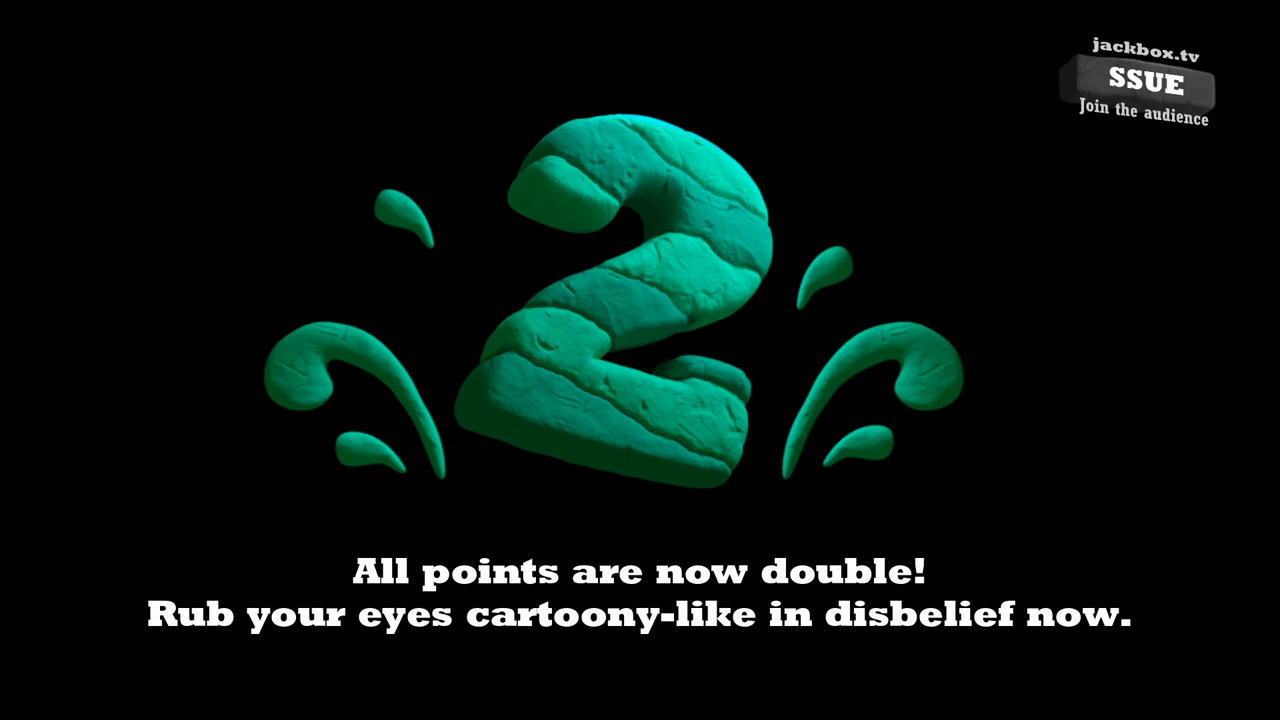 jackbox.tv
SSUE
Join the audience
2
All points are now double!
Rub your eyes cartoony-like in disbelief now.